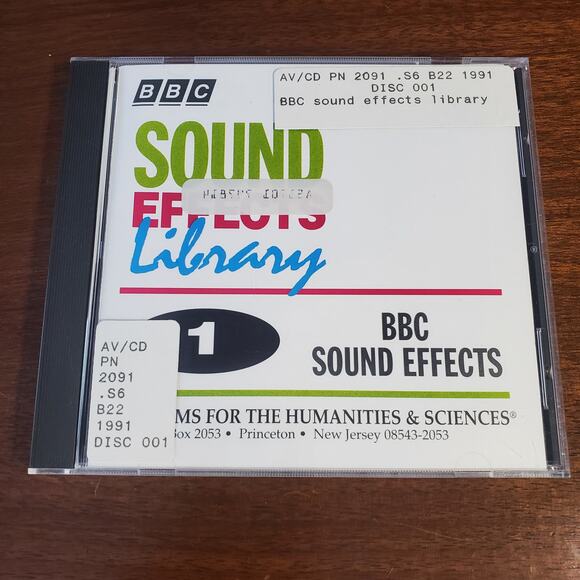 BBC
AV/CD PN 2091 .S6 B22 1991
DISC 001
BBC sound effects library
SOUND
EFFECTS
Library
1
BBC
SOUND EFFECTS
AV/CD
PN
2091
.S6
B22
1991
DISC 001
MS FOR THE HUMANITIES & SCIENCES®
Box 2053 • Princeton • New Jersey 08543-2053